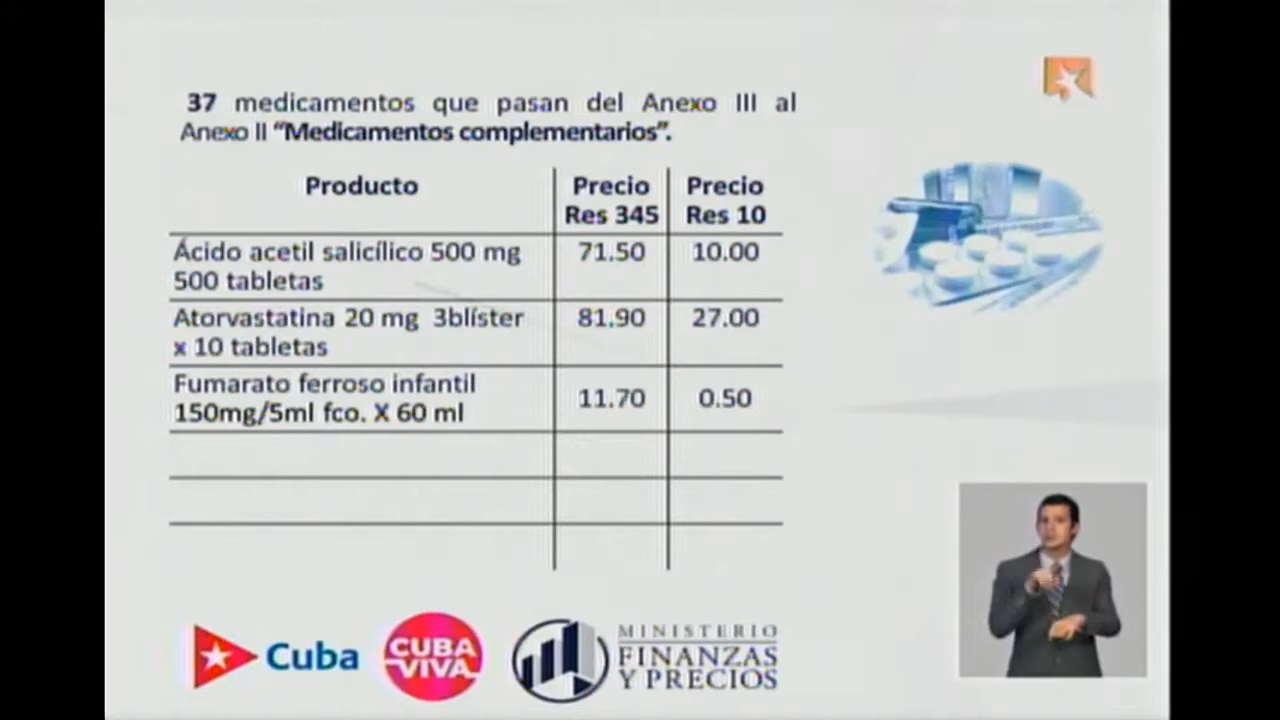 37 medicamentos que pasan del Anexo III al
Anexo II "Medicamentos complementarios".
Producto
Precio
Res 345
Precio
Res 10
Ácido acetil salicílico 500 mg
500 tabletas
71.50
10.00
Atorvastatina 20 mg 3blíster
x 10 tabletas
81.90
27.00
Fumarato ferroso infantil
150mg/5ml fco. X 60 ml
11.70
0.50
Cuba
CUBA
VIVA
MINISTERIO
FINANZAS
Y PRECIOS